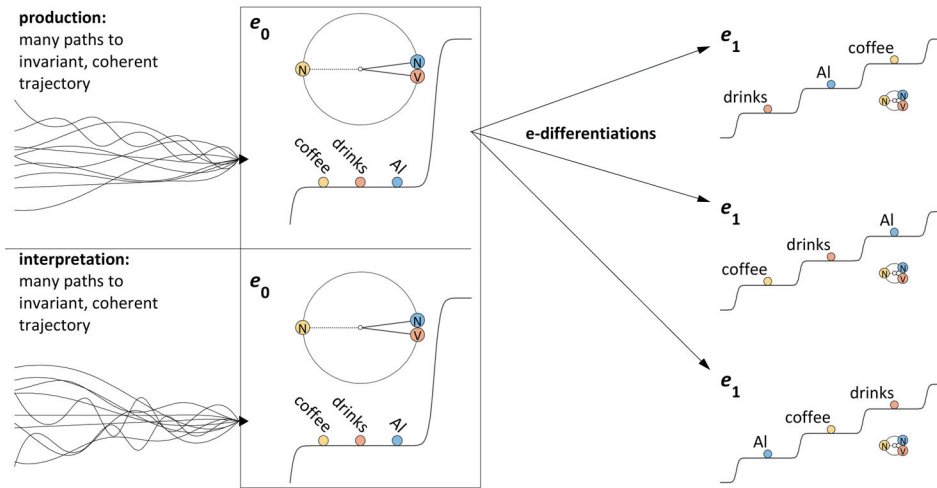 production:
many paths to
invariant, coherent
trajectory
e0
N
N
V
coffee
drinks
Al
interpretation:
many paths to
invariant, coherent
trajectory
e0
N
N
V
coffee
drinks
Al
e-differentiations
e1
drinks
Al
coffee
N
N
V
e1
coffee
drinks
Al
N
N
V
e1
Al
coffee
drinks
N
N
V